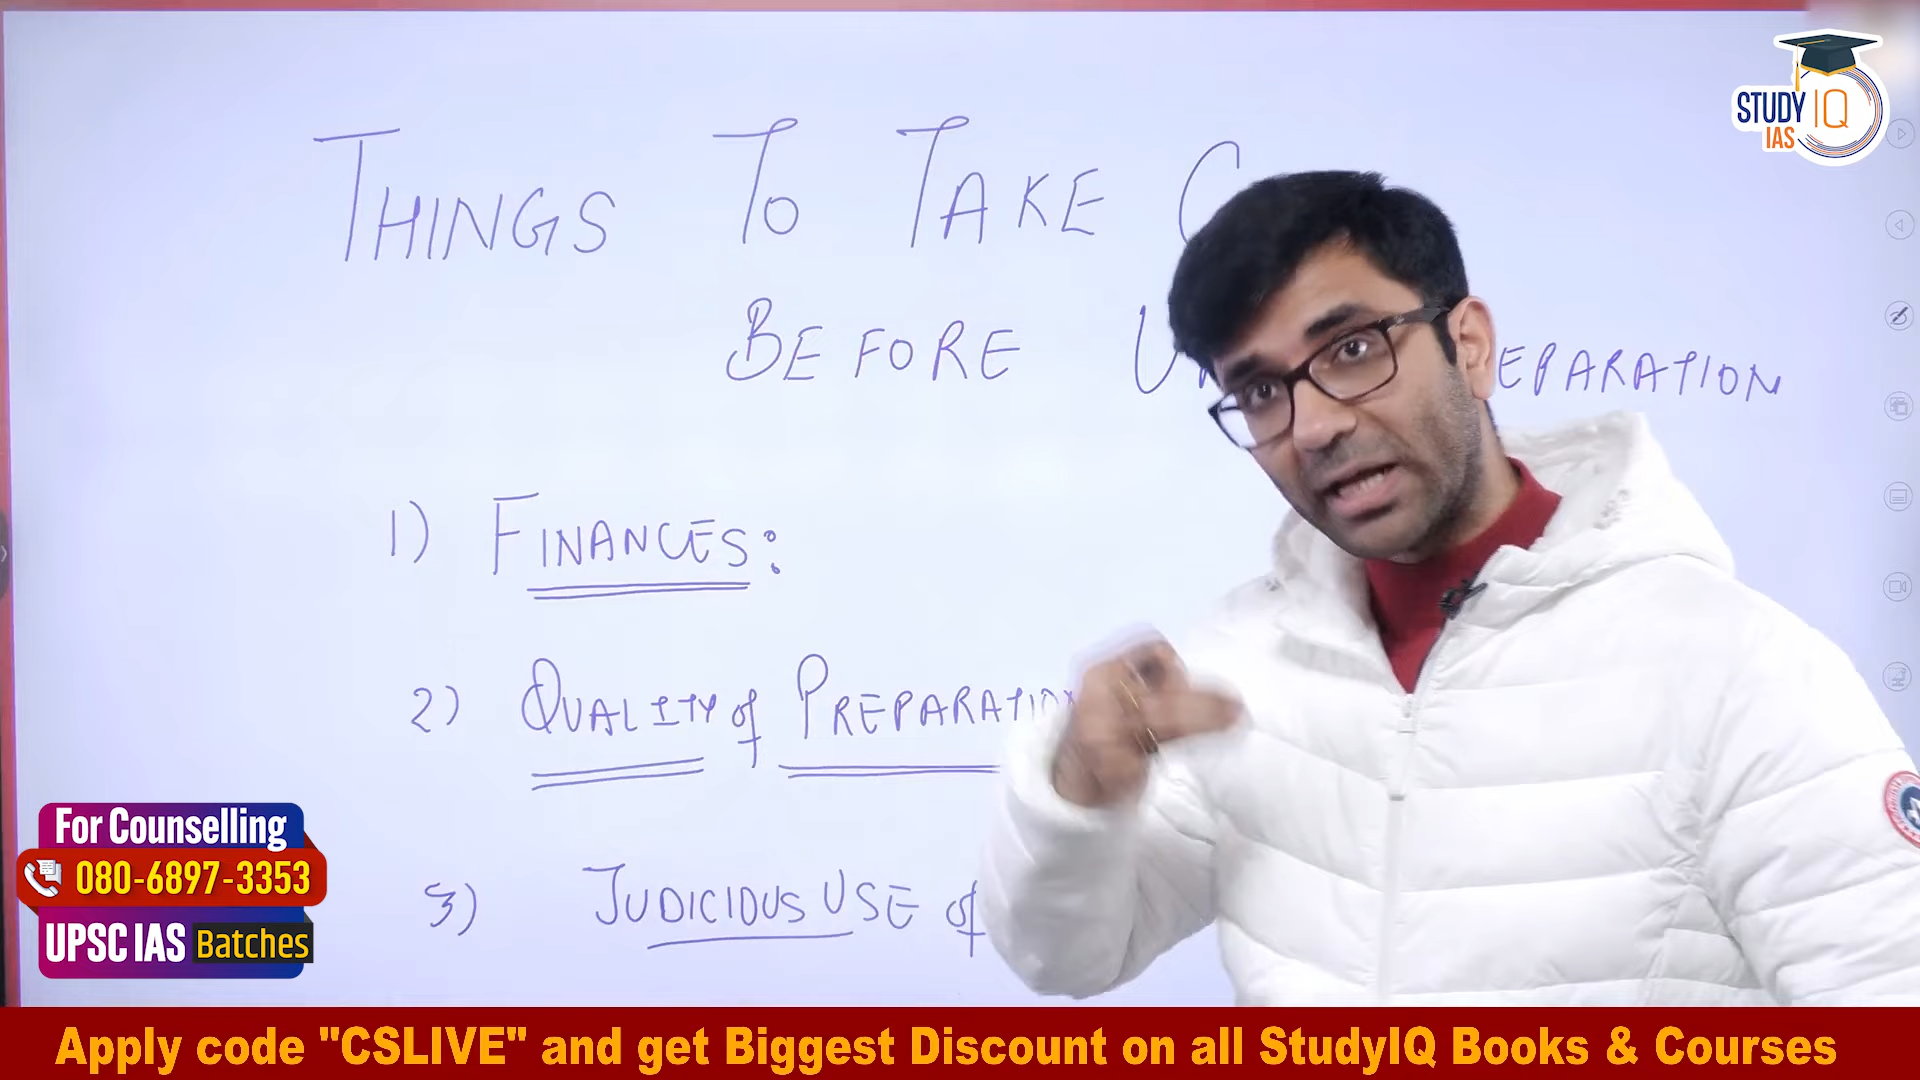 THINGS TO TAKE
BEFORE
EPARATION
1) FINANCES:
2) QUALITY of PREPARATION
3) JUDICIOUS USE of
STUDY IQ
IAS
For Counselling
080-6897-3353
UPSC IAS Batches
Apply code "CSLIVE" and get Biggest Discount on all StudyIQ Books & Courses